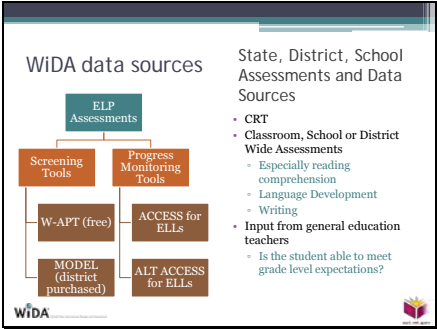 WiDA data sources
ELP
Assessments
Screening
Tools
Progress
Monitoring
Tools
W-APT (free)
ACCESS for
ELLs
MODEL
(district
purchased)
ALT ACCESS
for ELLs
State, District, School
Assessments and Data
Sources
• CRT
• Classroom, School or District
Wide Assessments
▫ Especially reading
comprehension
▫ Language Development
▫ Writing
• Input from general education
teachers
▫ Is the student able to meet
grade level expectations?
WIDA